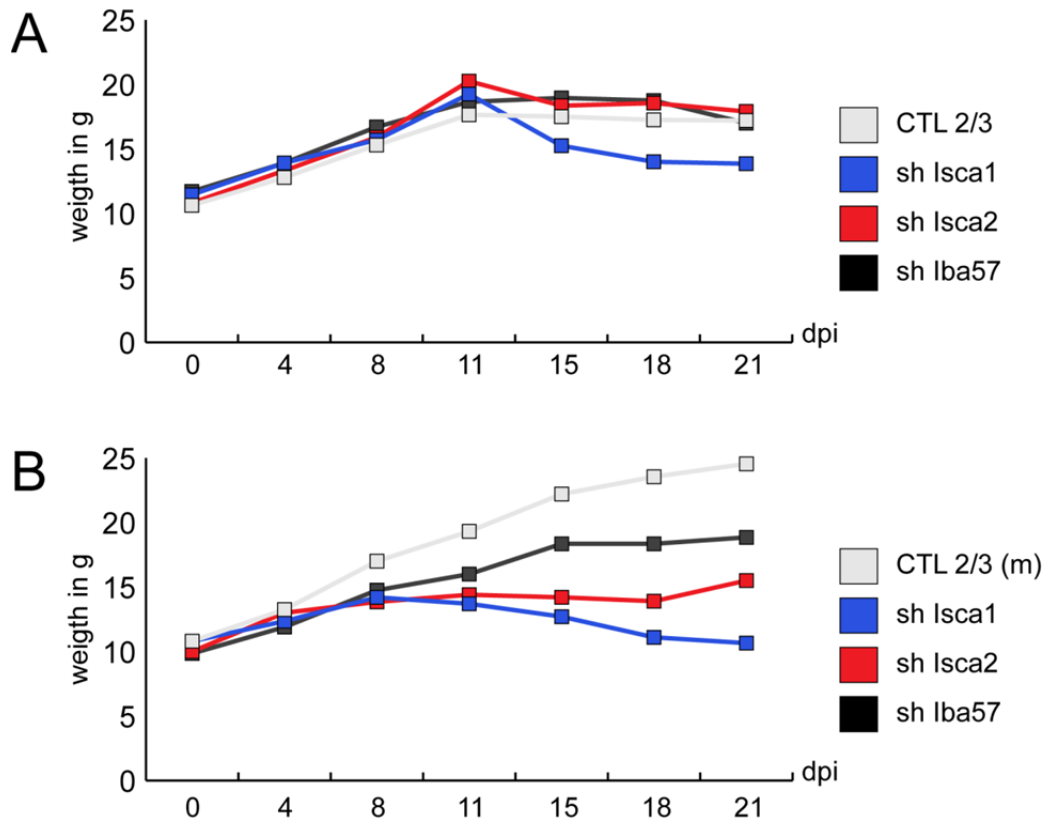 A
25
20
15
10
5
0
weigth in g
0 4 8 11 15 18 21
dpi
CTL 2/3
sh Isca1
sh Isca2
sh Iba57
B
25
20
15
10
5
0
weigth in g
0 4 8 11 15 18 21
dpi
CTL 2/3 (m)
sh Isca1
sh Isca2
sh Iba57